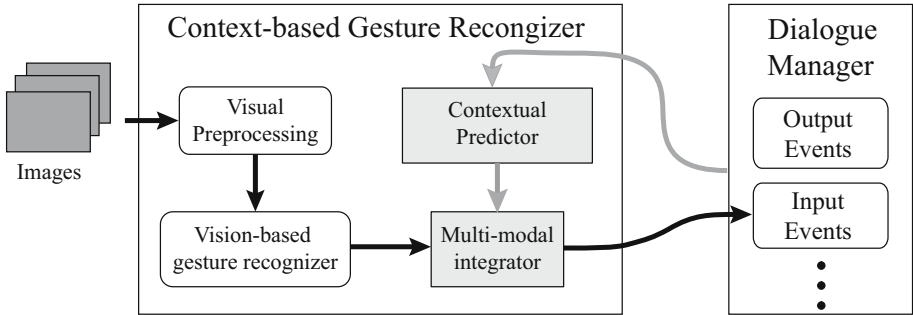 Context-based Gesture Recongizer
Images
Visual
Preprocessing
Vision-based
gesture recognizer
Contextual
Predictor
Multi-modal
integrator
Dialogue
Manager
Output
Events
Input
Events